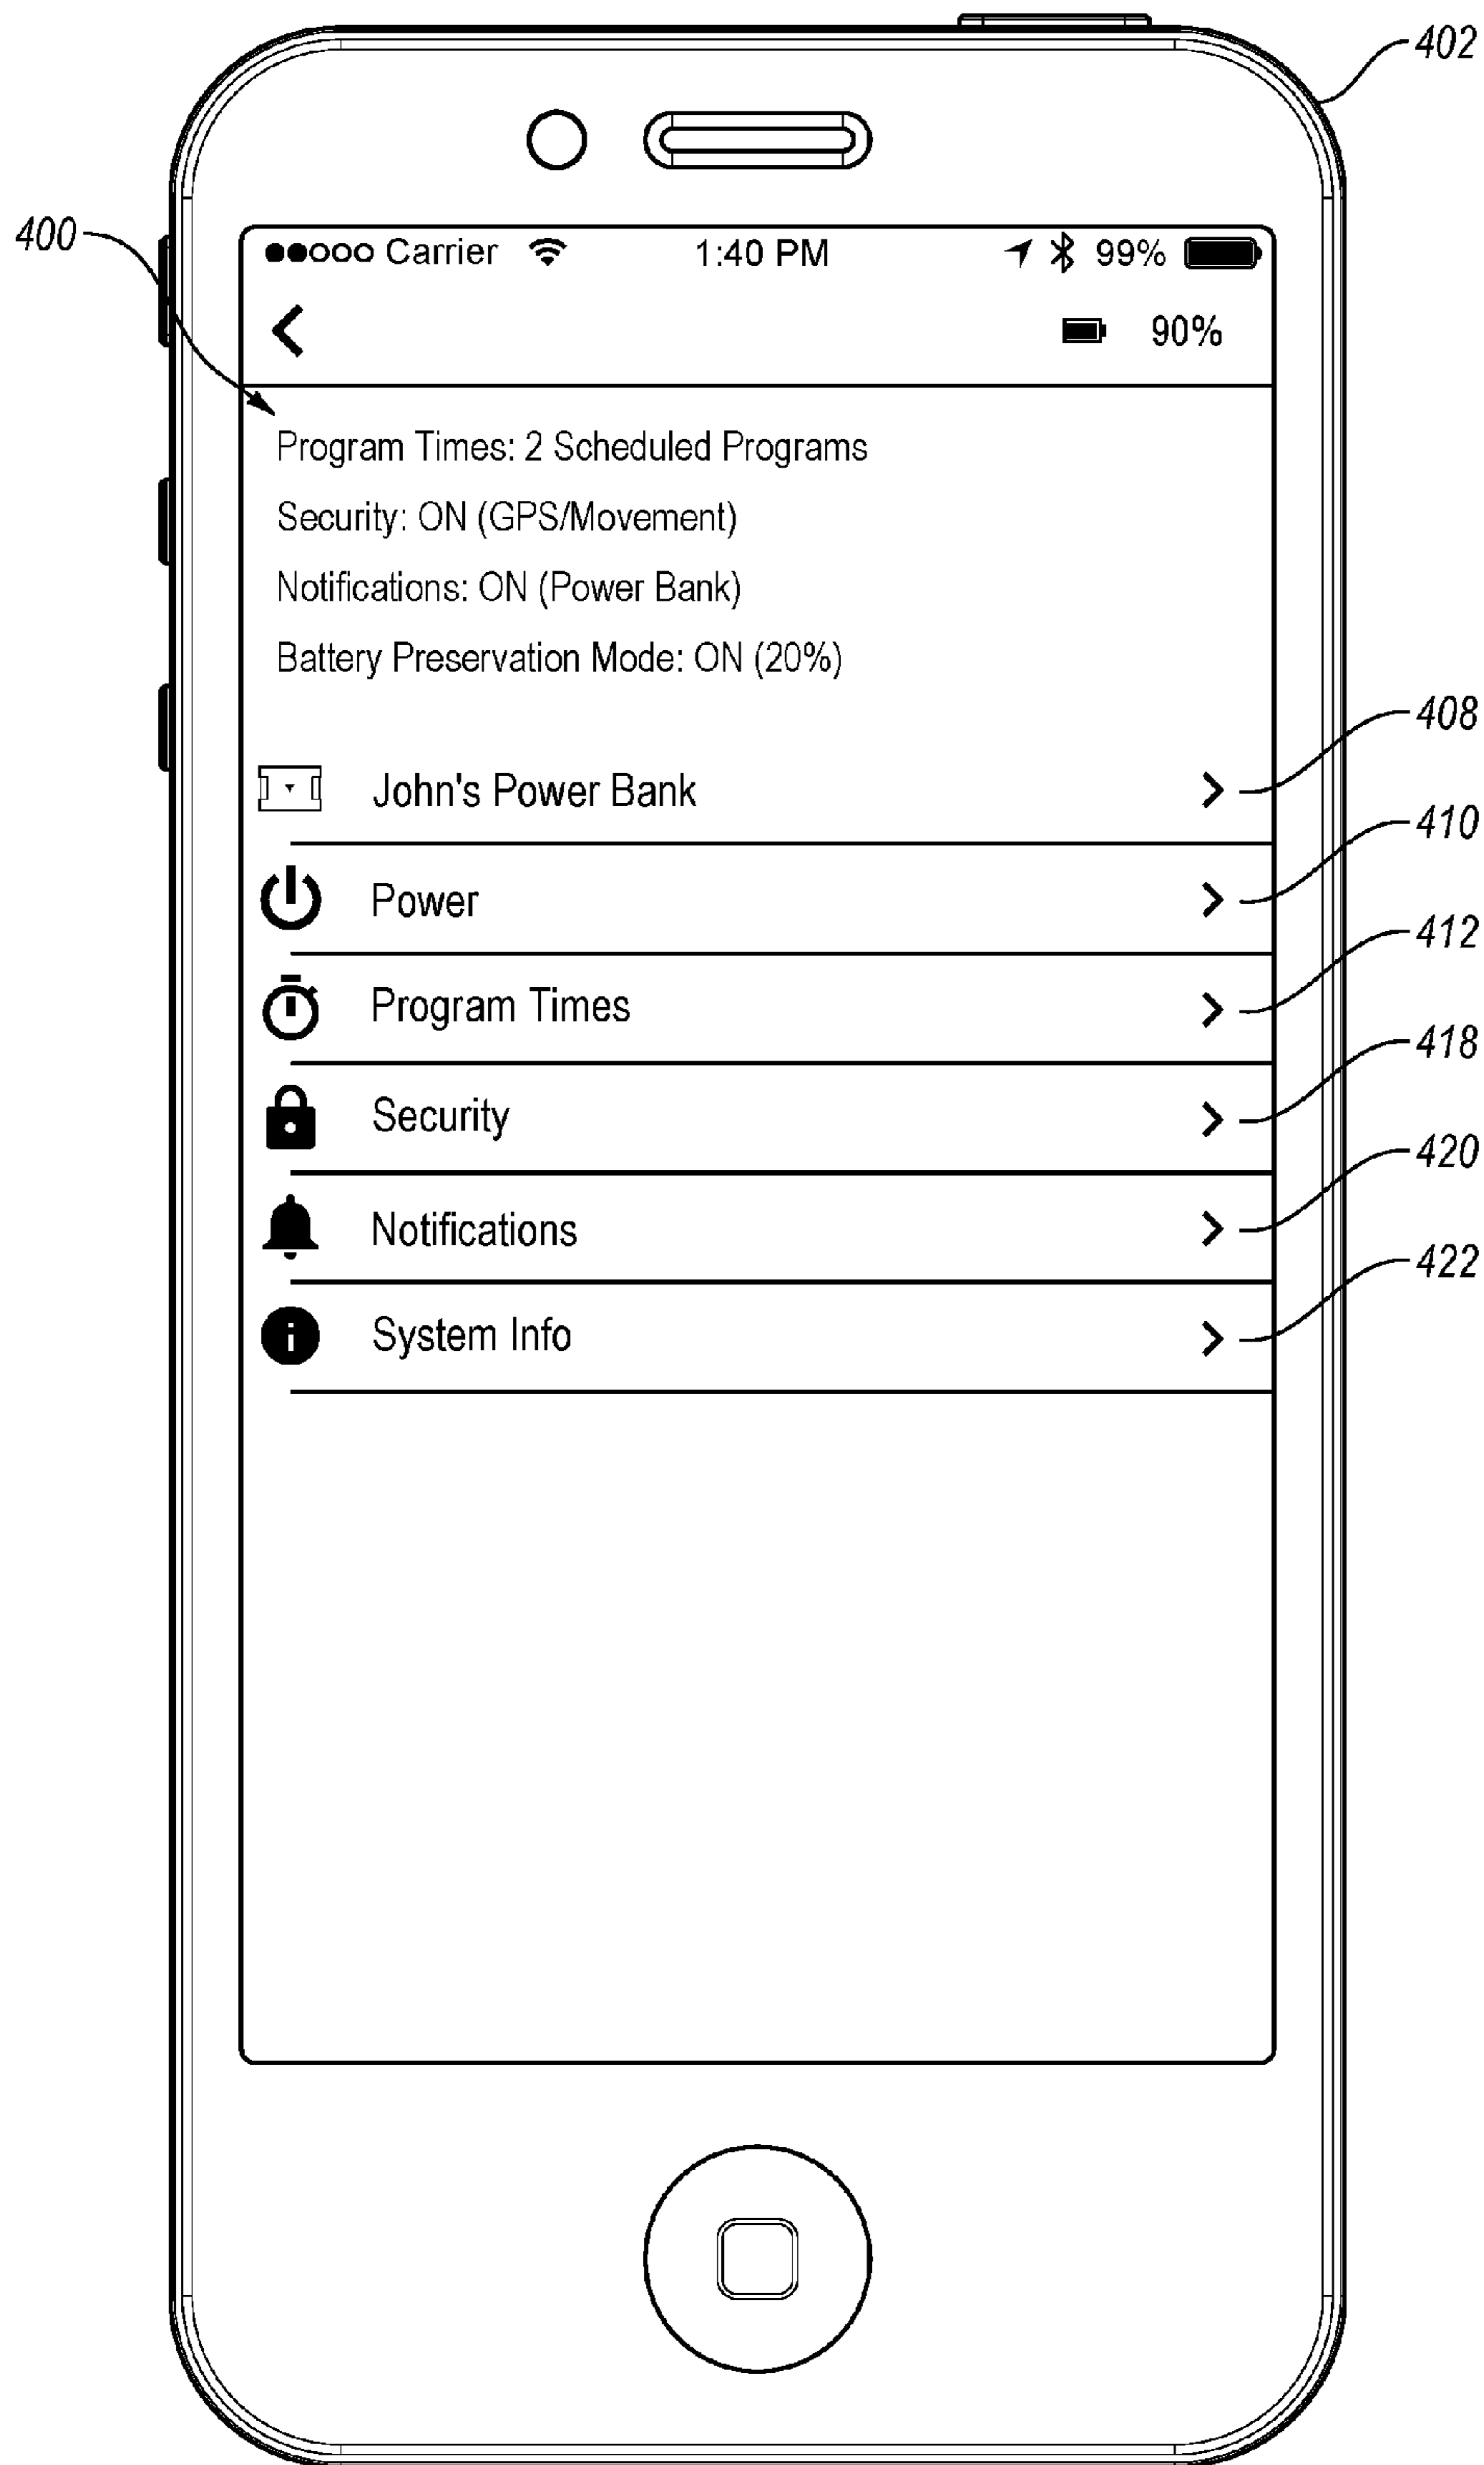 402
400
Carrier 1:40 PM 99%
90%
Program Times: 2 Scheduled Programs
Security: ON (GPS/Movement)
Notifications: ON (Power Bank)
Battery Preservation Mode: ON (20%)
408
John's Power Bank
410
Power
412
Program Times
418
Security
420
Notifications
422
System Info